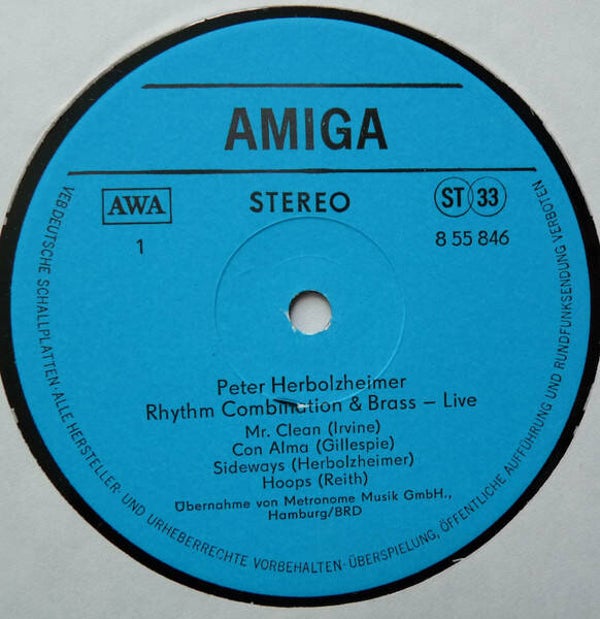 AMIGA
AWA
STEREO
ST 33
1
8 55 846
Peter Herbolzheimer
Rhythm Combination & Brass – Live
Mr. Clean (Irvine)
Con Alma (Gillespie)
Sideways (Herbolzheimer)
Hoops (Reith)
Übernahme von Metronome Musik GmbH.,
Hamburg/BRD
VEB DEUTSCHE SCHALLPLATTEN · ALLE HERSTELLER- UND URHEBERRECHTE VORBEHALTEN · ÜBERSPIELUNG, ÖFFENTLICHE AUFFÜHRUNG UND RUNDFUNKSENDUNG VERBOTEN